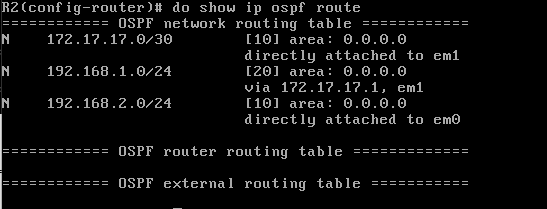 R2(config-router)# do show ip ospf route
============ OSPF network routing table ============
N    172.17.17.0/30        [10] area: 0.0.0.0
                           directly attached to em1
N    192.168.1.0/24        [20] area: 0.0.0.0
                           via 172.17.17.1, em1
N    192.168.2.0/24        [10] area: 0.0.0.0
                           directly attached to em0
============ OSPF router routing table =============
============ OSPF external routing table ===========